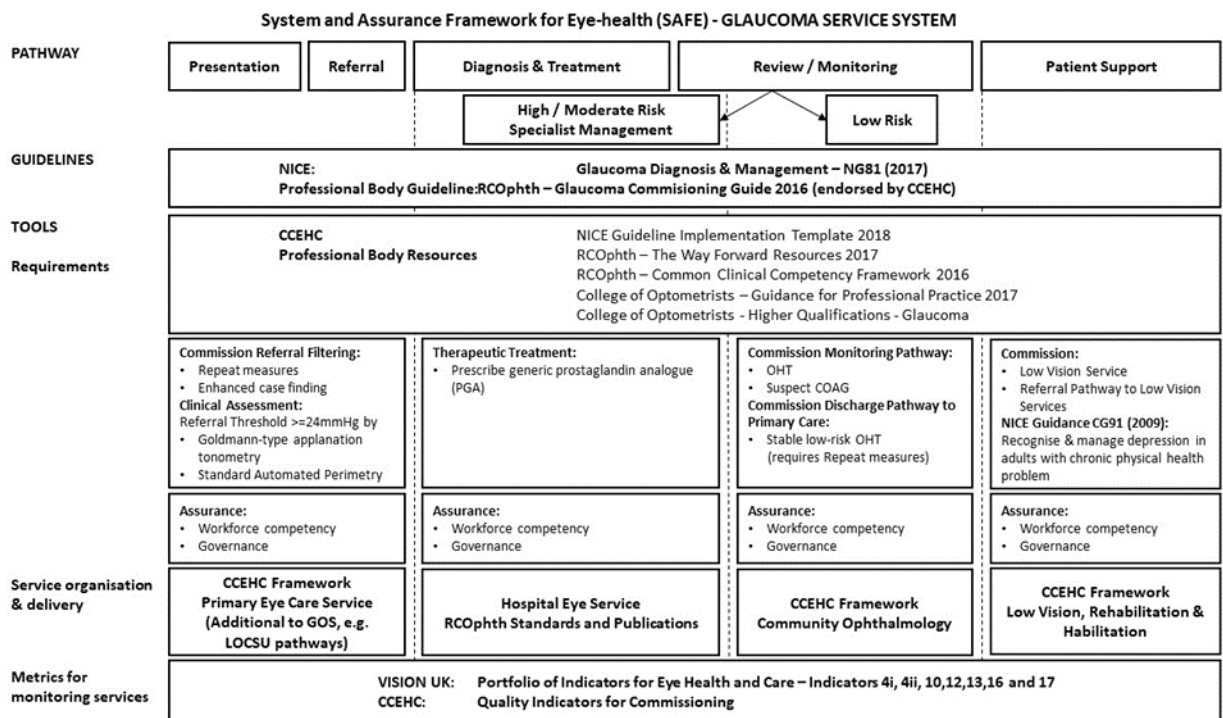 System and Assurance Framework for Eye-health (SAFE) - GLAUCOMA SERVICE SYSTEM
PATHWAY
Presentation
Referral
Diagnosis & Treatment
Review / Monitoring
Patient Support
High / Moderate Risk
Specialist Management
Low Risk
GUIDELINES
NICE: Glaucoma Diagnosis & Management – NG81 (2017)
Professional Body Guideline:RCOphth – Glaucoma Commisioning Guide 2016 (endorsed by CCEHC)
TOOLS
Requirements
CCEHC NICE Guideline Implementation Template 2018
Professional Body Resources RCOphth – The Way Forward Resources 2017
RCOphth – Common Clinical Competency Framework 2016
College of Optometrists – Guidance for Professional Practice 2017
College of Optometrists - Higher Qualifications - Glaucoma
Commission Referral Filtering:
• Repeat measures
• Enhanced case finding
Clinical Assessment:
Referral Threshold >=24mmHg by
• Goldmann-type applanation
tonometry
• Standard Automated Perimetry
Therapeutic Treatment:
• Prescribe generic prostaglandin analogue
(PGA)
Commission Monitoring Pathway:
• OHT
• Suspect COAG
Commission Discharge Pathway to
Primary Care:
• Stable low-risk OHT
(requires Repeat measures)
Commission:
• Low Vision Service
• Referral Pathway to Low Vision
Services
NICE Guidance CG91 (2009):
Recognise & manage depression in
adults with chronic physical health
problem
Assurance:
• Workforce competency
• Governance
Assurance:
• Workforce competency
• Governance
Assurance:
• Workforce competency
• Governance
Assurance:
• Workforce competency
• Governance
Service organisation
& delivery
CCEHC Framework
Primary Eye Care Service
(Additional to GOS, e.g.
LOCSU pathways)
Hospital Eye Service
RCOphth Standards and Publications
CCEHC Framework
Community Ophthalmology
CCEHC Framework
Low Vision, Rehabilitation &
Habilitation
Metrics for
monitoring services
VISION UK: Portfolio of Indicators for Eye Health and Care – Indicators 4i, 4ii, 10,12,13,16 and 17
CCEHC: Quality Indicators for Commissioning